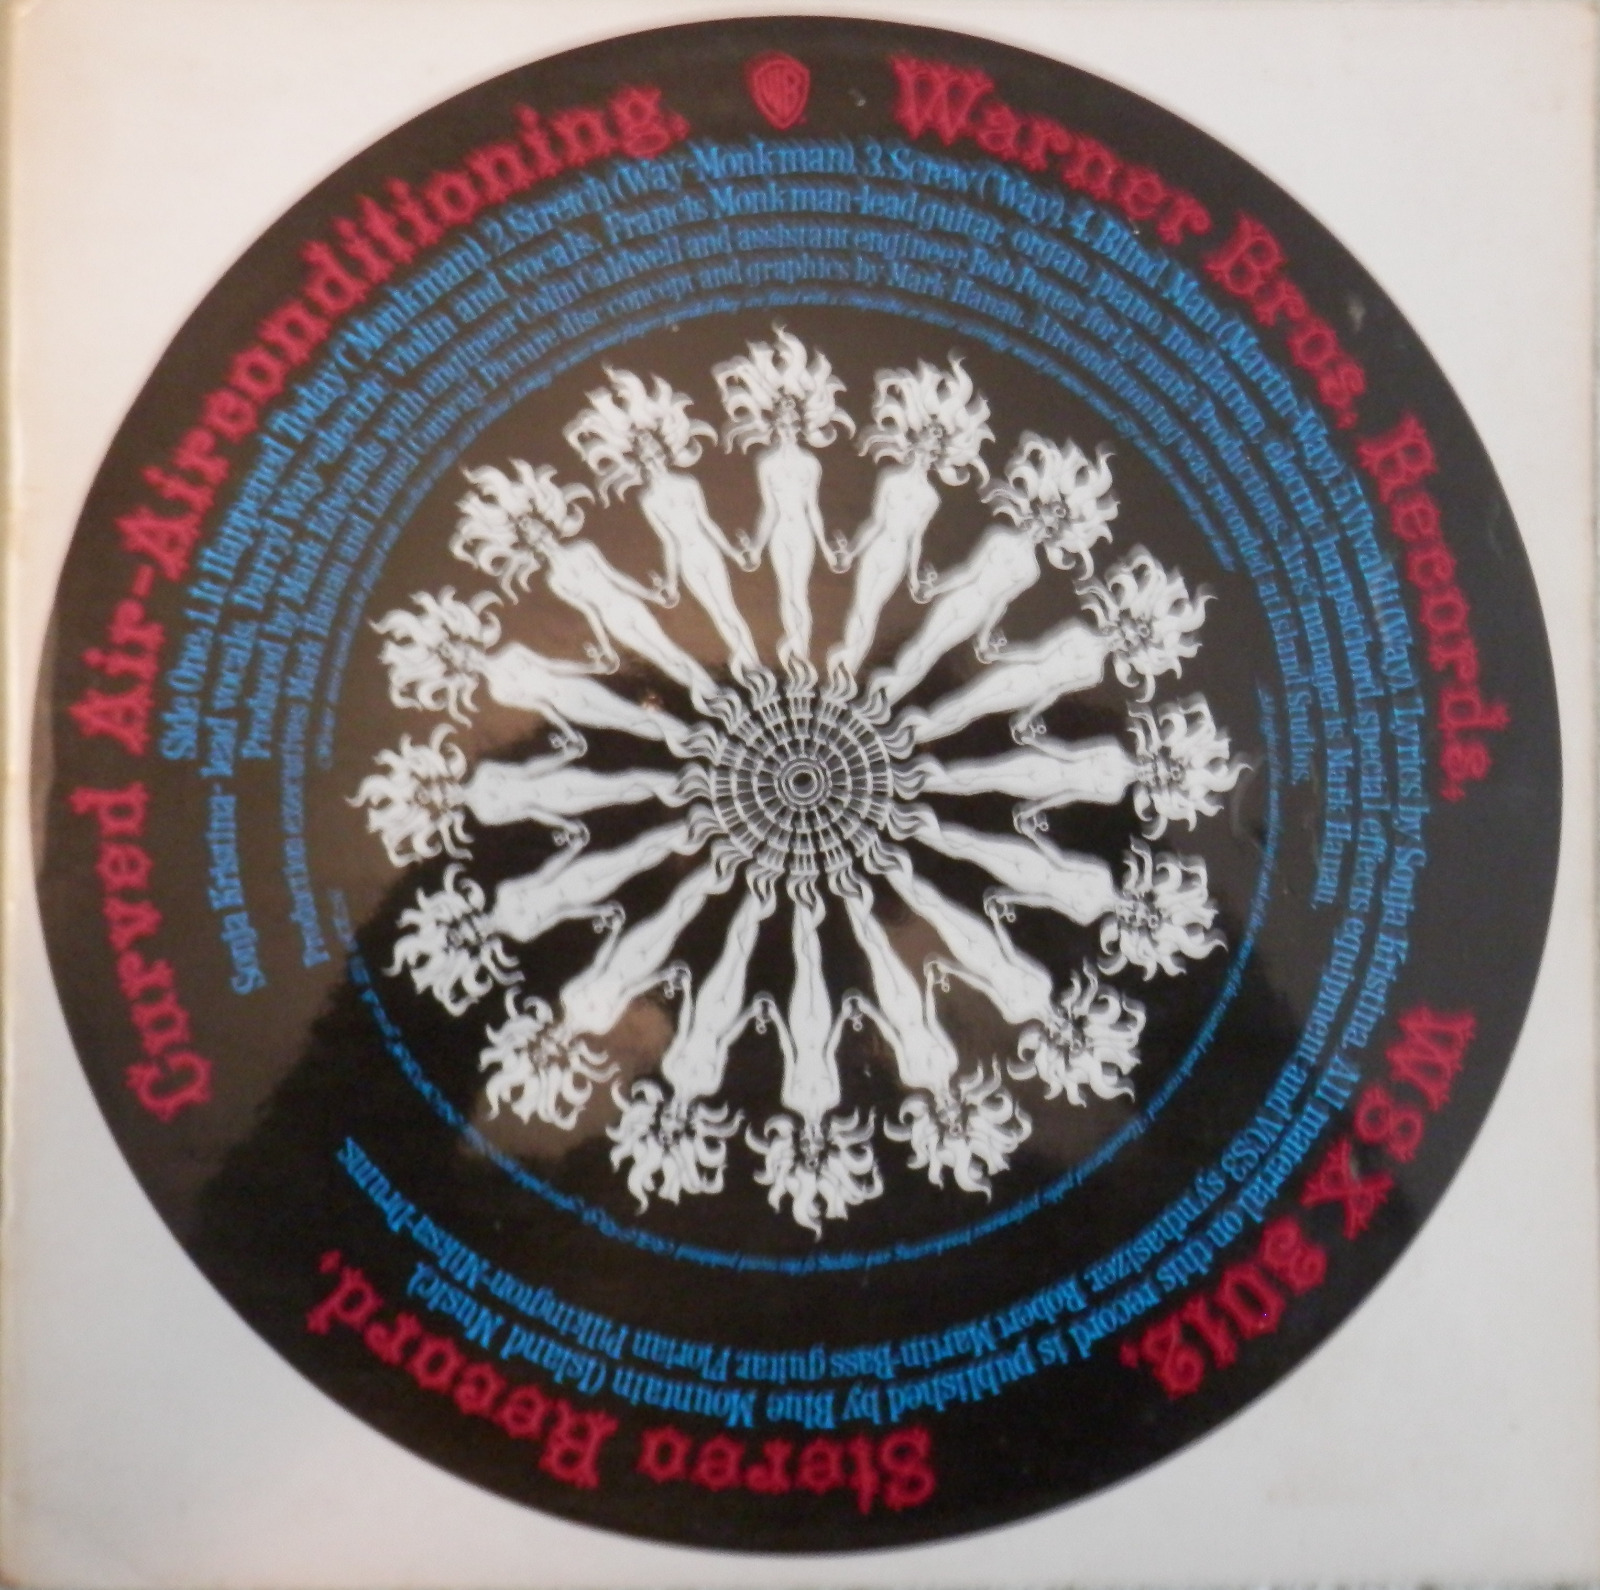 Curved Air-Airconditioning. WB Warner Bros. Records. WSX 3012. Stereo Record.
Side One: 1. It Happened Today (Monkman). 2. Stretch (Way-Monkman). 3. Screw (Way). 4. Blind Man (Martin-Way). 5. Vivaldi (Way). Lyrics by Sonja Kristina. All material on this record is published by Blue Mountain (Island Music).
Sonja Kristina- lead vocals. Darryl Way- electric violin and vocals. Francis Monkman-lead guitar, organ, piano, mellatron, electric harpsichord, special effects equipment and VCS3 synthasizer. Robert Martin-Bass guitar. Florian Pilkington-Miksa-Drums
Produced by Mark Edwards with engineer Colin Caldwell and assistant engineer Bob Potter for Lymark Productions. Air's manager is Mark Hanau.
Production executives Mark Hanau and Lionel Conway. Picture disc concept and graphics by Mark Hanau. Airconditioning was recorded at Island Studios.